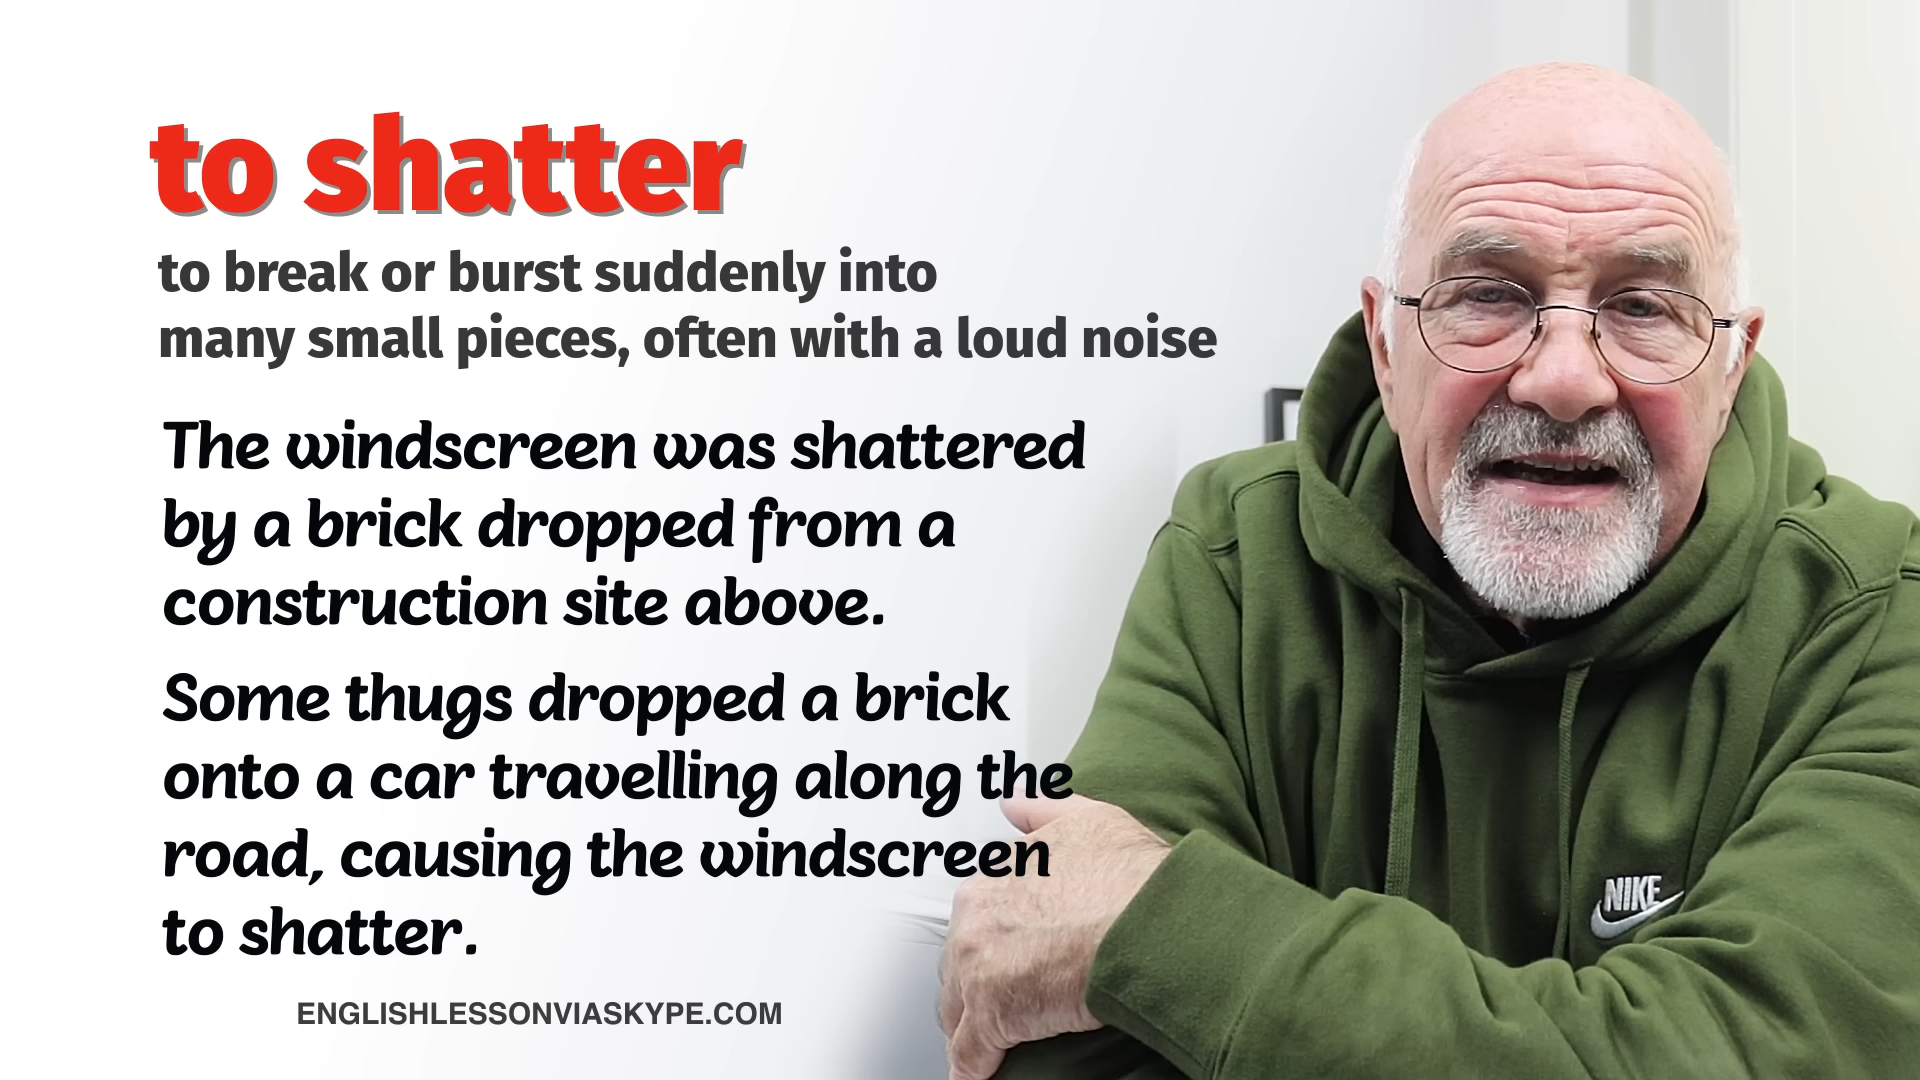 to shatter
to break or burst suddenly into
many small pieces, often with a loud noise
The windscreen was shattered
by a brick dropped from a
construction site above.
Some thugs dropped a brick
onto a car travelling along the
road, causing the windscreen
to shatter.
NIKE
ENGLISHLESSONVIASKYPE.COM